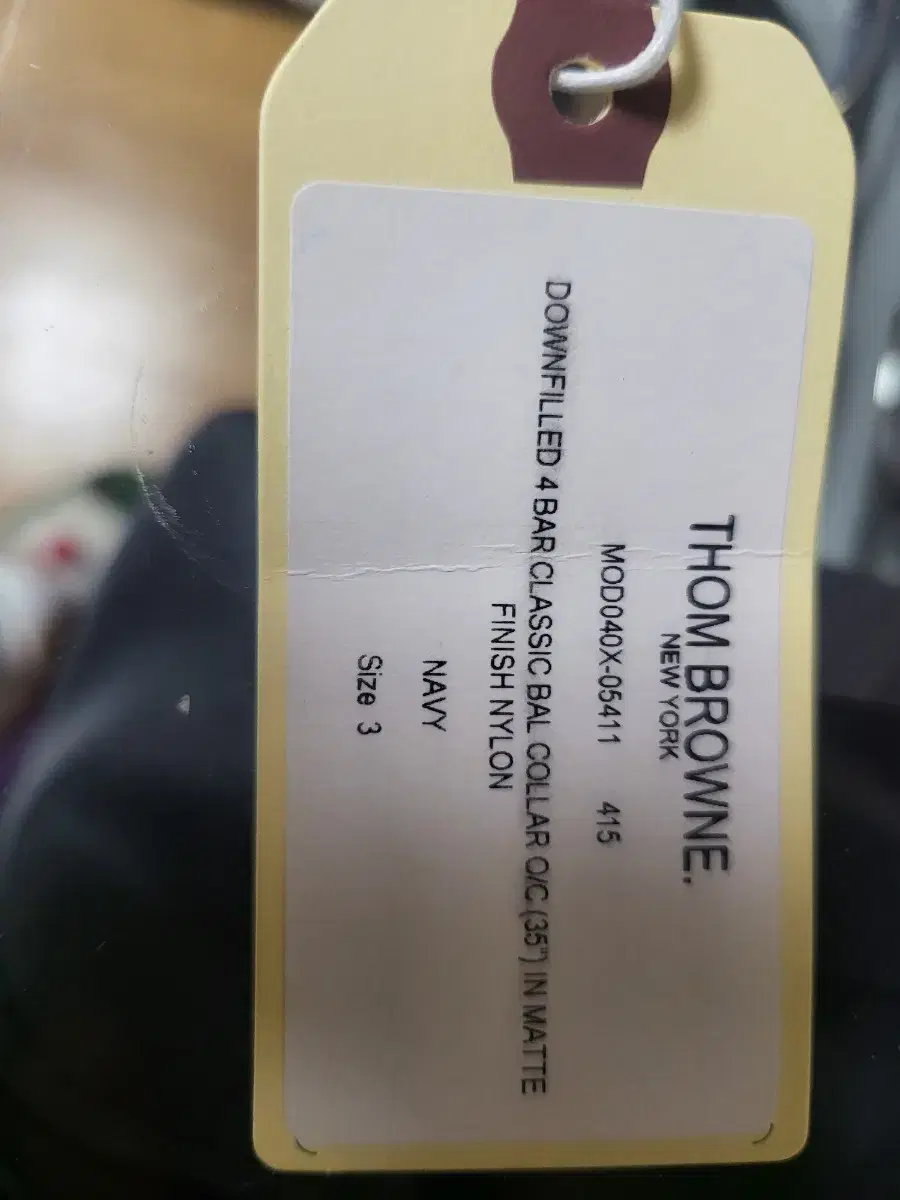 THOM BROWNE.
NEW YORK
MOD040X-05411 415
DOWNFILLED 4 BAR CLASSIC BAL COLLAR O/C (35") IN MATTE
FINISH NYLON
NAVY
Size 3